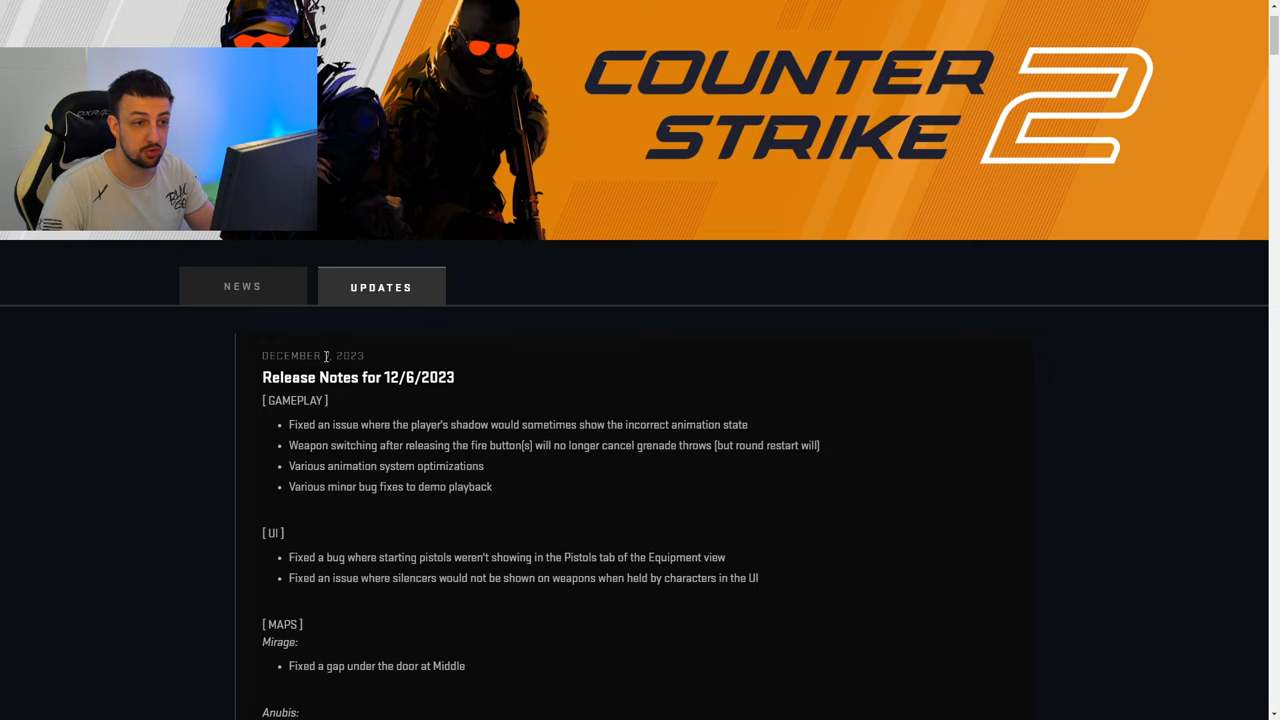 COUNTER
STRIKE 2
NEWS
UPDATES
DECEMBER , 2023
Release Notes for 12/6/2023
[ GAMEPLAY ]
• Fixed an issue where the player's shadow would sometimes show the incorrect animation state
• Weapon switching after releasing the fire button(s) will no longer cancel grenade throws (but round restart will)
• Various animation system optimizations
• Various minor bug fixes to demo playback
[ UI ]
• Fixed a bug where starting pistols weren't showing in the Pistols tab of the Equipment view
• Fixed an issue where silencers would not be shown on weapons when held by characters in the UI
[ MAPS ]
Mirage:
• Fixed a gap under the door at Middle
Anubis: